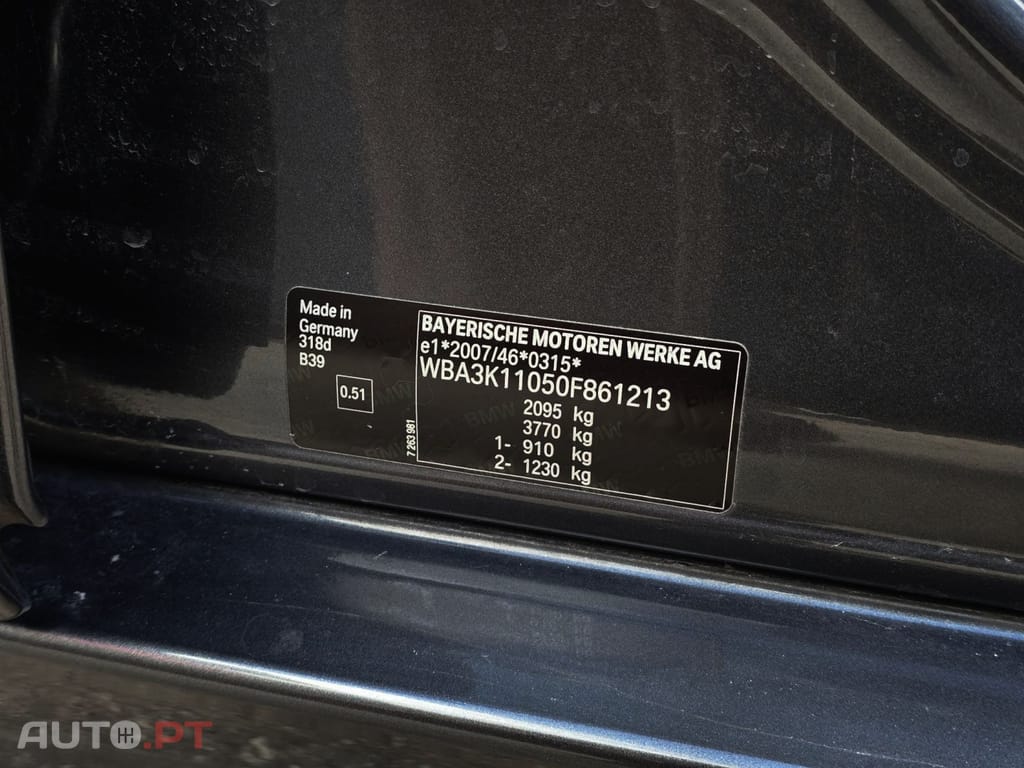 Made in
Germany
318d
B39
0.51
7 263 981
BAYERISCHE MOTOREN WERKE AG
e1*2007/46*0315*
WBA3K11050F861213
2095 kg
3770 kg
1- 910 kg
2- 1230 kg
AUTO.PT